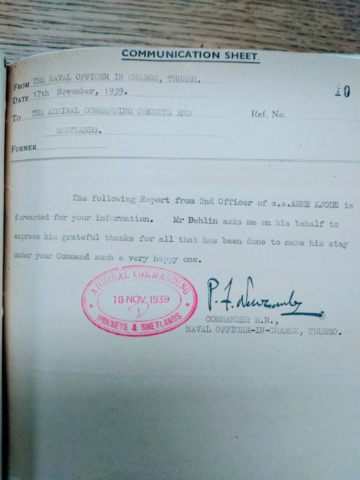 COMMUNICATION SHEET.
FROM THE NAVAL OFFICER IN CHARGE, THURSO.
DATE 17th November, 1939.
10
TO THE ADMIRAL COMMANDING ORKNEYS AND
Ref. No.
SHETLANDS.
FORMER
The following Report from 2nd Officer of s.s. ARNE KJODE is
forwarded for your information. Mr Dahlin asks me on his behalf to
express his grateful thanks for all that has been done to make his stay
under your Command such a very happy one.
ADMIRAL COMMANDING
18 NOV. 1939
ORKNEYS & SHETLANDS
P. F. Newcombe
COMMANDER R.N.,
NAVAL OFFICER-IN-CHARGE, THURSO.